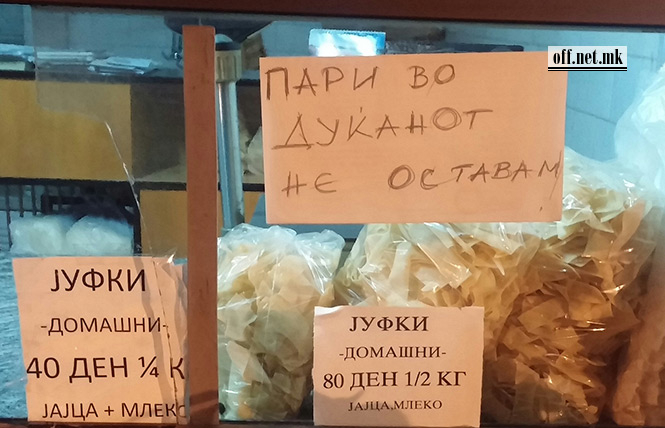 off.net.mk
ПАРИ ВО
ДУЌАНОТ
НЕ ОСТАВАМ!
ЈУФКИ
-ДОМАШНИ-
40 ДЕН ¼ К
ЈАЈЦА + МЛЕКО
ЈУФКИ
-ДОМАШНИ-
80 ДЕН 1/2 КГ
ЈАЈЦА,МЛЕКО